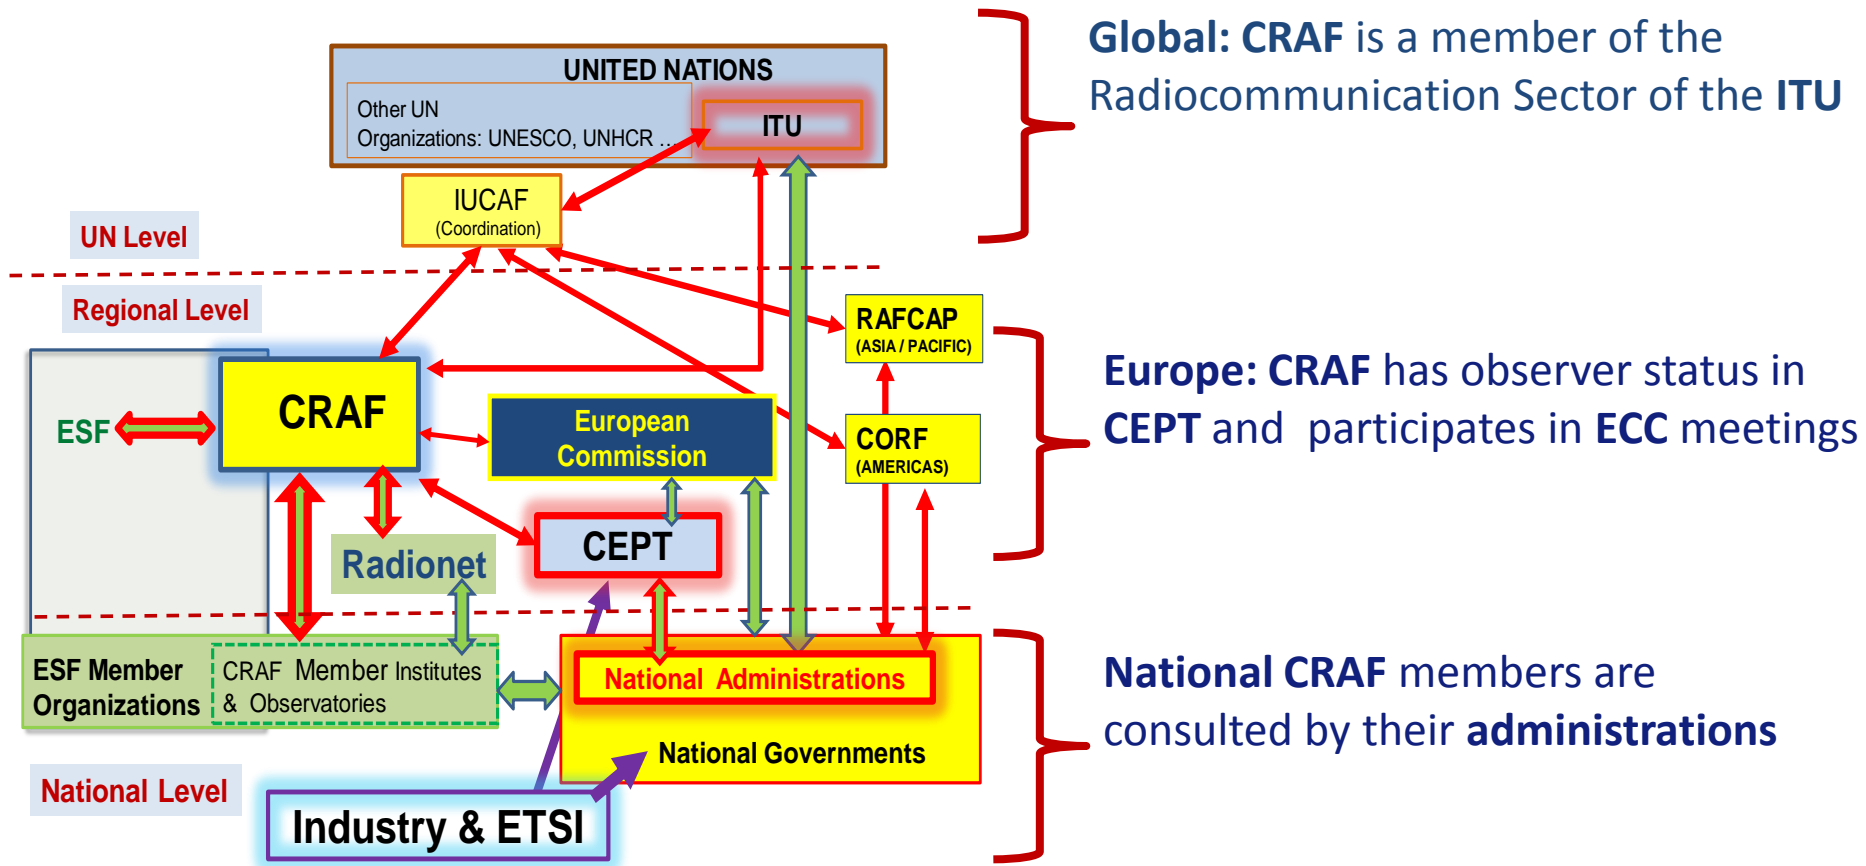 UNITED NATIONS
Other UN
Organizations: UNESCO, UNHCR ...
ITU
IUCAF
(Coordination)
UN Level
Regional Level
RAFCAP
(ASIA / PACIFIC)
CRAF
ESF
European
Commission
CORF
(AMERICAS)
CEPT
Radionet
ESF Member
Organizations
CRAF Member Institutes
& Observatories
National Administrations
National Governments
National Level
Industry & ETSI
Global: CRAF is a member of the
Radiocommunication Sector of the ITU
Europe: CRAF has observer status in
CEPT and participates in ECC meetings
National CRAF members are
consulted by their administrations